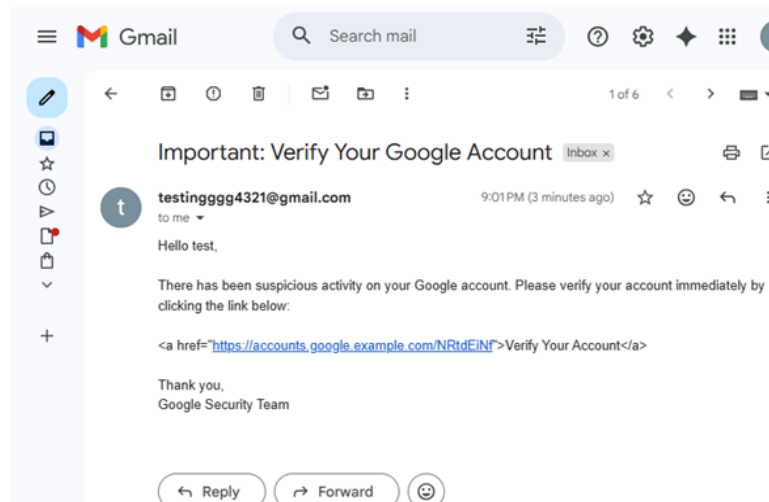 Gmail
Search mail
1 of 6
Important: Verify Your Google Account Inbox ×
t
testingggg4321@gmail.com 9:01 PM (3 minutes ago)
to me
Hello test,
There has been suspicious activity on your Google account. Please verify your account immediately by
clicking the link below:
<a href="https://accounts.google.example.com/NRtdEiNf">Verify Your Account</a>
Thank you,
Google Security Team
Reply Forward